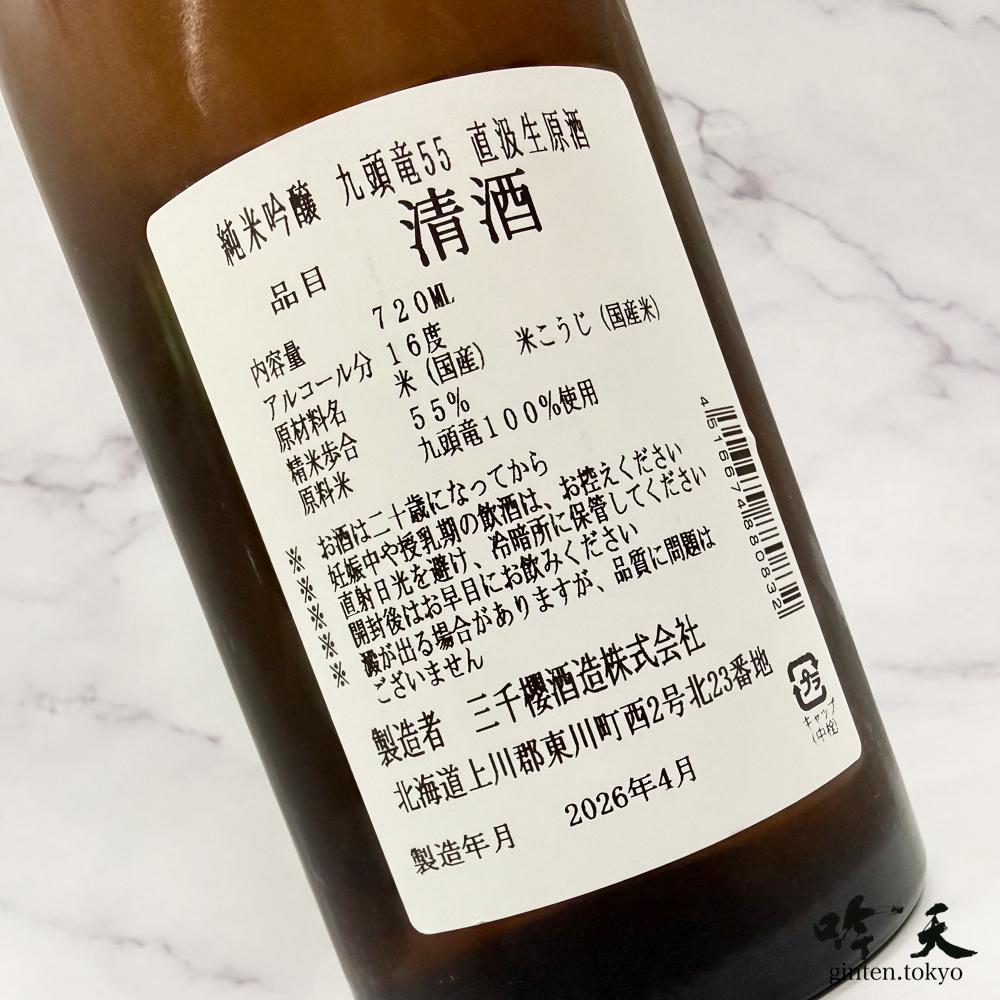 純米吟醸 九頭竜55 直汲生原酒
品目 清酒
内容量 720ML
アルコール分 16度
原材料名 米(国産) 米こうじ(国産米)
精米歩合 55%
原料米 九頭竜100%使用
※ お酒は二十歳になってから
※ 妊娠中や授乳期の飲酒は、お控えください
※ 直射日光を避け、冷暗所に保管してください
※ 開封後はお早目にお飲みください
※ 澱が出る場合がありますが、品質に問題は
ございません
製造者 三千櫻酒造株式会社
北海道上川郡東川町西2号北23番地
製造年月 2026年4月
4516674880832
プラ
キャップ
(中栓)
吟天
ginten.tokyo